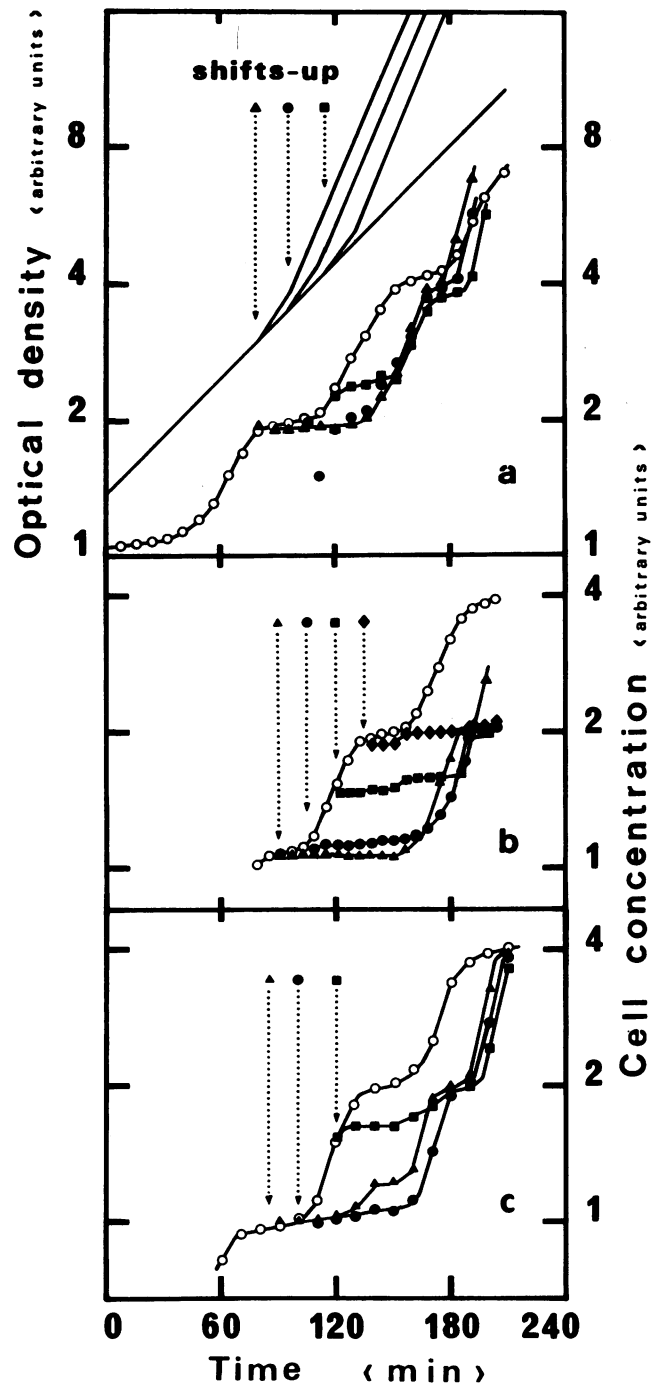 Optical density < arbitrary units >
shifts-up
8
4
2
1
8
4
2
1
a
4
2
1
b
4
2
1
c
Cell concentration < arbitrary units >
0 60 120 180 240
Time < min >